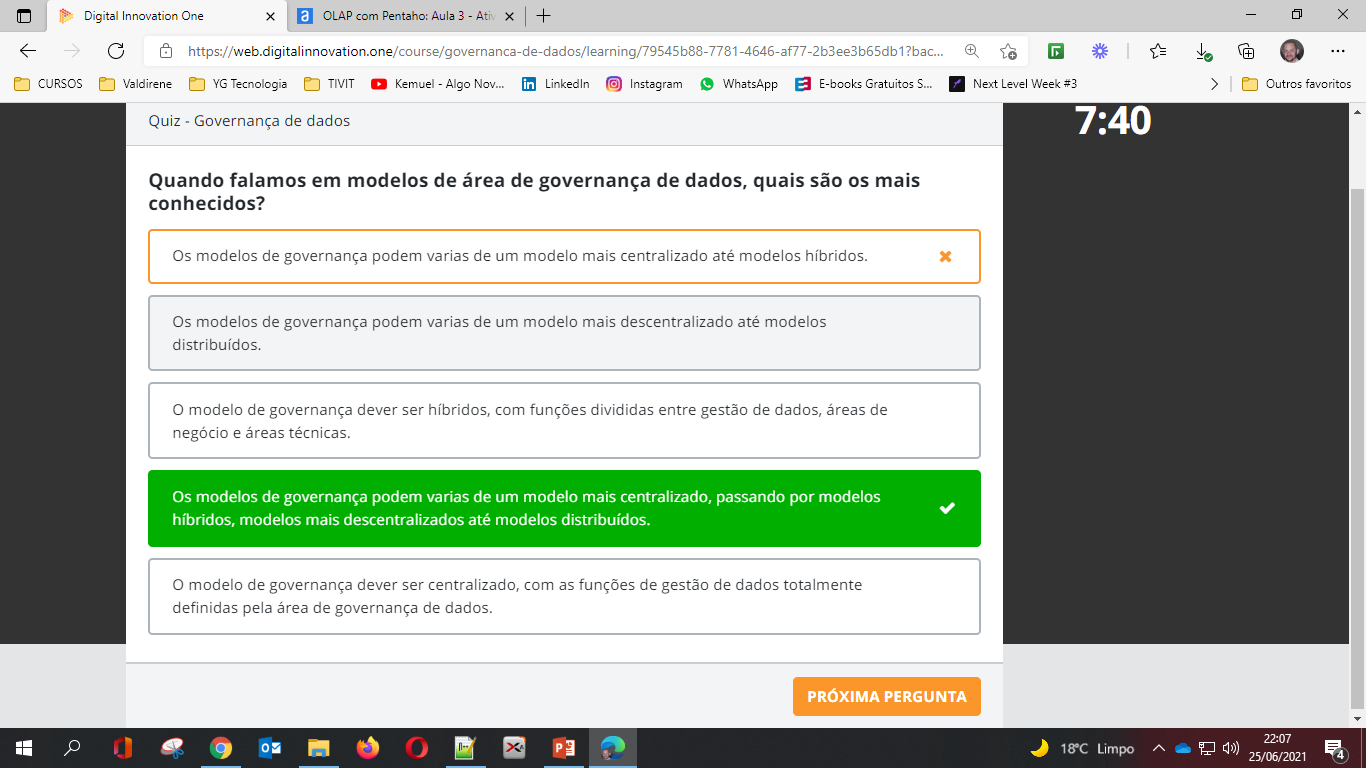 Digital Innovation One
OLAP com Pentaho: Aula 3 - Ativ
https://web.digitalinnovation.one/course/governanca-de-dados/learning/79545b88-7781-4646-af77-2b3ee3b65db1?bac...
CURSOS
Valdirene
YG Tecnologia
TIVIT
Kemuel - Algo Nov...
LinkedIn
Instagram
WhatsApp
E-books Gratuitos S...
Next Level Week #3
Outros favoritos
Quiz - Governança de dados
7:40
Quando falamos em modelos de área de governança de dados, quais são os mais
conhecidos?
Os modelos de governança podem varias de um modelo mais centralizado até modelos híbridos.
Os modelos de governança podem varias de um modelo mais descentralizado até modelos
distribuídos.
O modelo de governança dever ser híbridos, com funções divididas entre gestão de dados, áreas de
negócio e áreas técnicas.
Os modelos de governança podem varias de um modelo mais centralizado, passando por modelos
híbridos, modelos mais descentralizados até modelos distribuídos.
O modelo de governança dever ser centralizado, com as funções de gestão de dados totalmente
definidas pela área de governança de dados.
PRÓXIMA PERGUNTA
18°C Limpo
22:07
25/06/2021
4